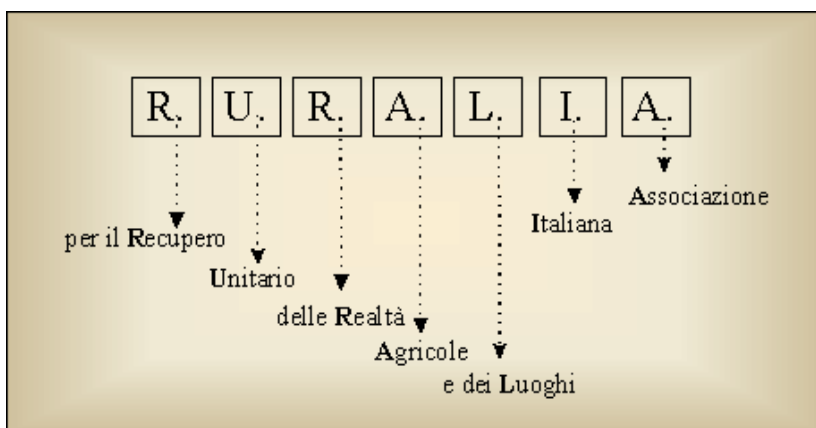 R. U. R. A. L. I. A.
Associazione
Italiana
per il Recupero
Unitario
delle Realtà
Agricole
e dei Luoghi